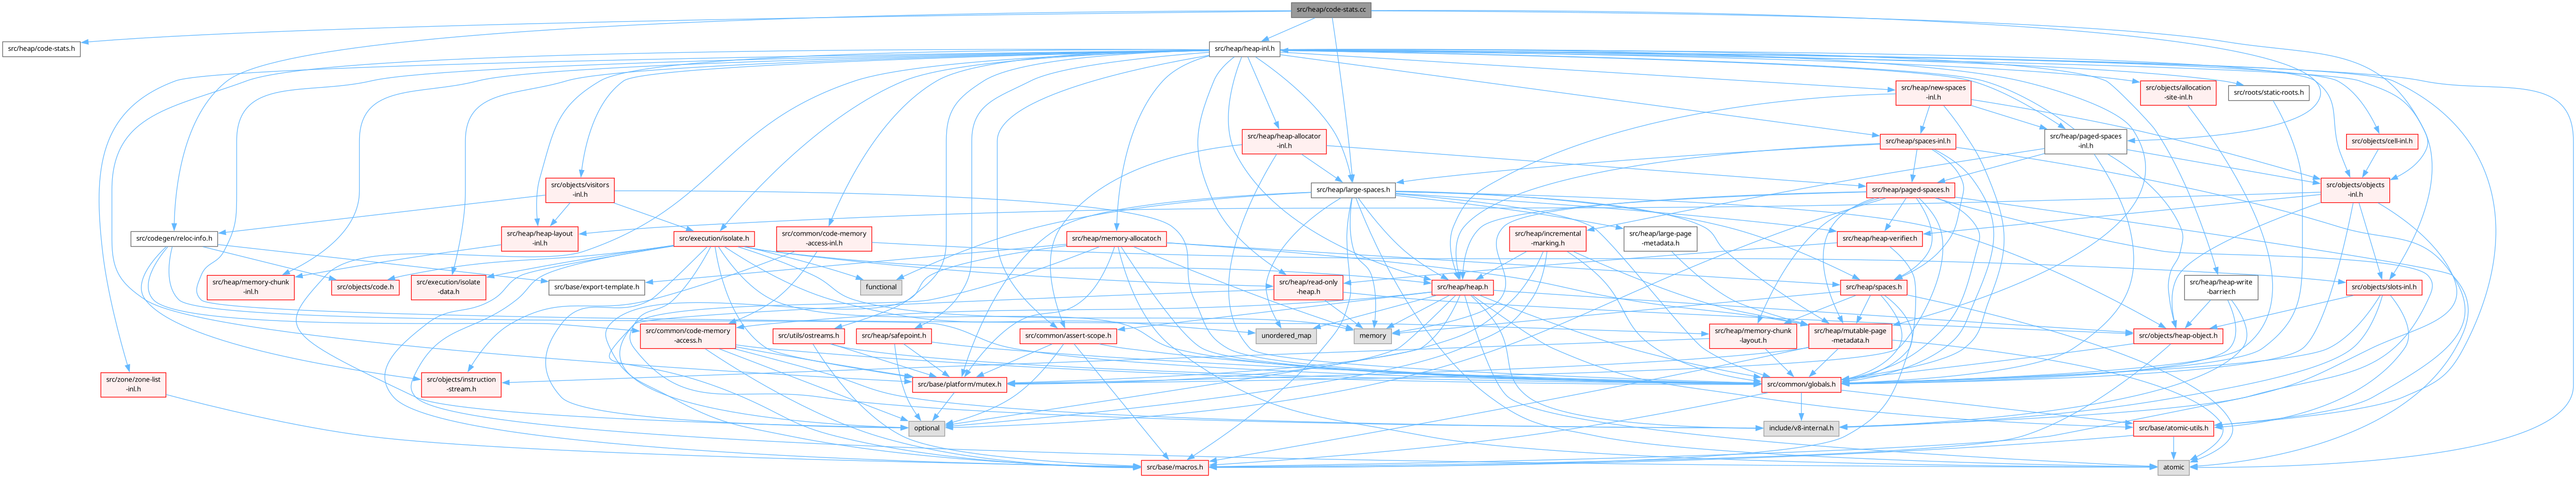 src/heap/code-stats.cc
src/heap/code-stats.h
src/heap/heap-inl.h
src/heap/new-spaces
-inl.h
src/objects/allocation
-site-inl.h
src/roots/static-roots.h
src/heap/heap-allocator
-inl.h
src/heap/spaces-inl.h
src/heap/paged-spaces
-inl.h
src/objects/cell-inl.h
src/objects/visitors
-inl.h
src/heap/large-spaces.h
src/heap/paged-spaces.h
src/objects/objects
-inl.h
src/codegen/reloc-info.h
src/heap/heap-layout
-inl.h
src/execution/isolate.h
src/common/code-memory
-access-inl.h
src/heap/memory-allocator.h
src/heap/incremental
-marking.h
src/heap/large-page
-metadata.h
src/heap/heap-verifier.h
src/heap/memory-chunk
-inl.h
src/objects/code.h
src/execution/isolate
-data.h
src/base/export-template.h
functional
src/heap/read-only
-heap.h
src/heap/heap.h
src/heap/spaces.h
src/heap/heap-write
-barrier.h
src/objects/slots-inl.h
src/common/code-memory
-access.h
src/utils/ostreams.h
src/heap/safepoint.h
src/common/assert-scope.h
unordered_map
memory
src/heap/memory-chunk
-layout.h
src/heap/mutable-page
-metadata.h
src/objects/heap-object.h
src/zone/zone-list
-inl.h
src/objects/instruction
-stream.h
src/base/platform/mutex.h
src/common/globals.h
optional
include/v8-internal.h
src/base/atomic-utils.h
src/base/macros.h
atomic